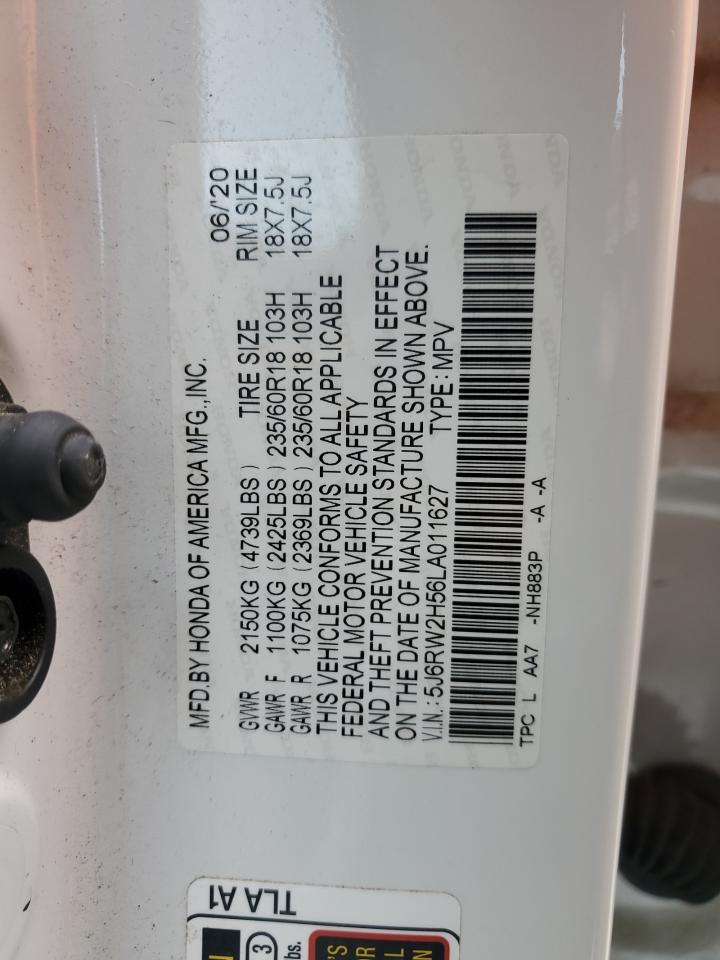 MFD.BY HONDA OF AMERICA MFG.,INC. 06/'20
GVWR 2150KG (4739LBS) TIRE SIZE RIM SIZE
GAWR F 1100KG (2425LBS) 235/60R18 103H 18X7.5J
GAWR R 1075KG (2369LBS) 235/60R18 103H 18X7.5J
THIS VEHICLE CONFORMS TO ALL APPLICABLE
FEDERAL MOTOR VEHICLE SAFETY
AND THEFT PREVENTION STANDARDS IN EFFECT
ON THE DATE OF MANUFACTURE SHOWN ABOVE.
V.I.N.: 5J6RW2H56LA011627 TYPE: MPV
TPC L AA7 -NH883P -A -A
TLA A1
3
lbs.